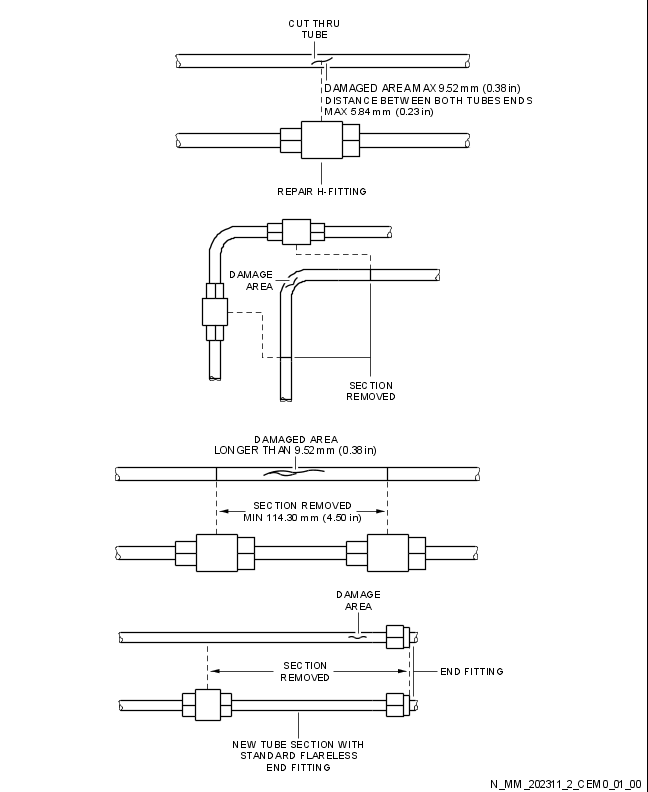 CUT THRU
TUBE
DAMAGED AREA MAX 9.52 mm (0.38 in)
DISTANCE BETWEEN BOTH TUBES ENDS
MAX 5.84 mm (0.23 in)
REPAIR H-FITTING
DAMAGE
AREA
SECTION
REMOVED
DAMAGED AREA
LONGER THAN 9.52 mm (0.38 in)
SECTION REMOVED
MIN 114.30 mm (4.50 in)
DAMAGE
AREA
SECTION
REMOVED
END FITTING
NEW TUBE SECTION WITH
STANDARD FLARELESS
END FITTING
N_MM_202311_2_CEM0_01_00